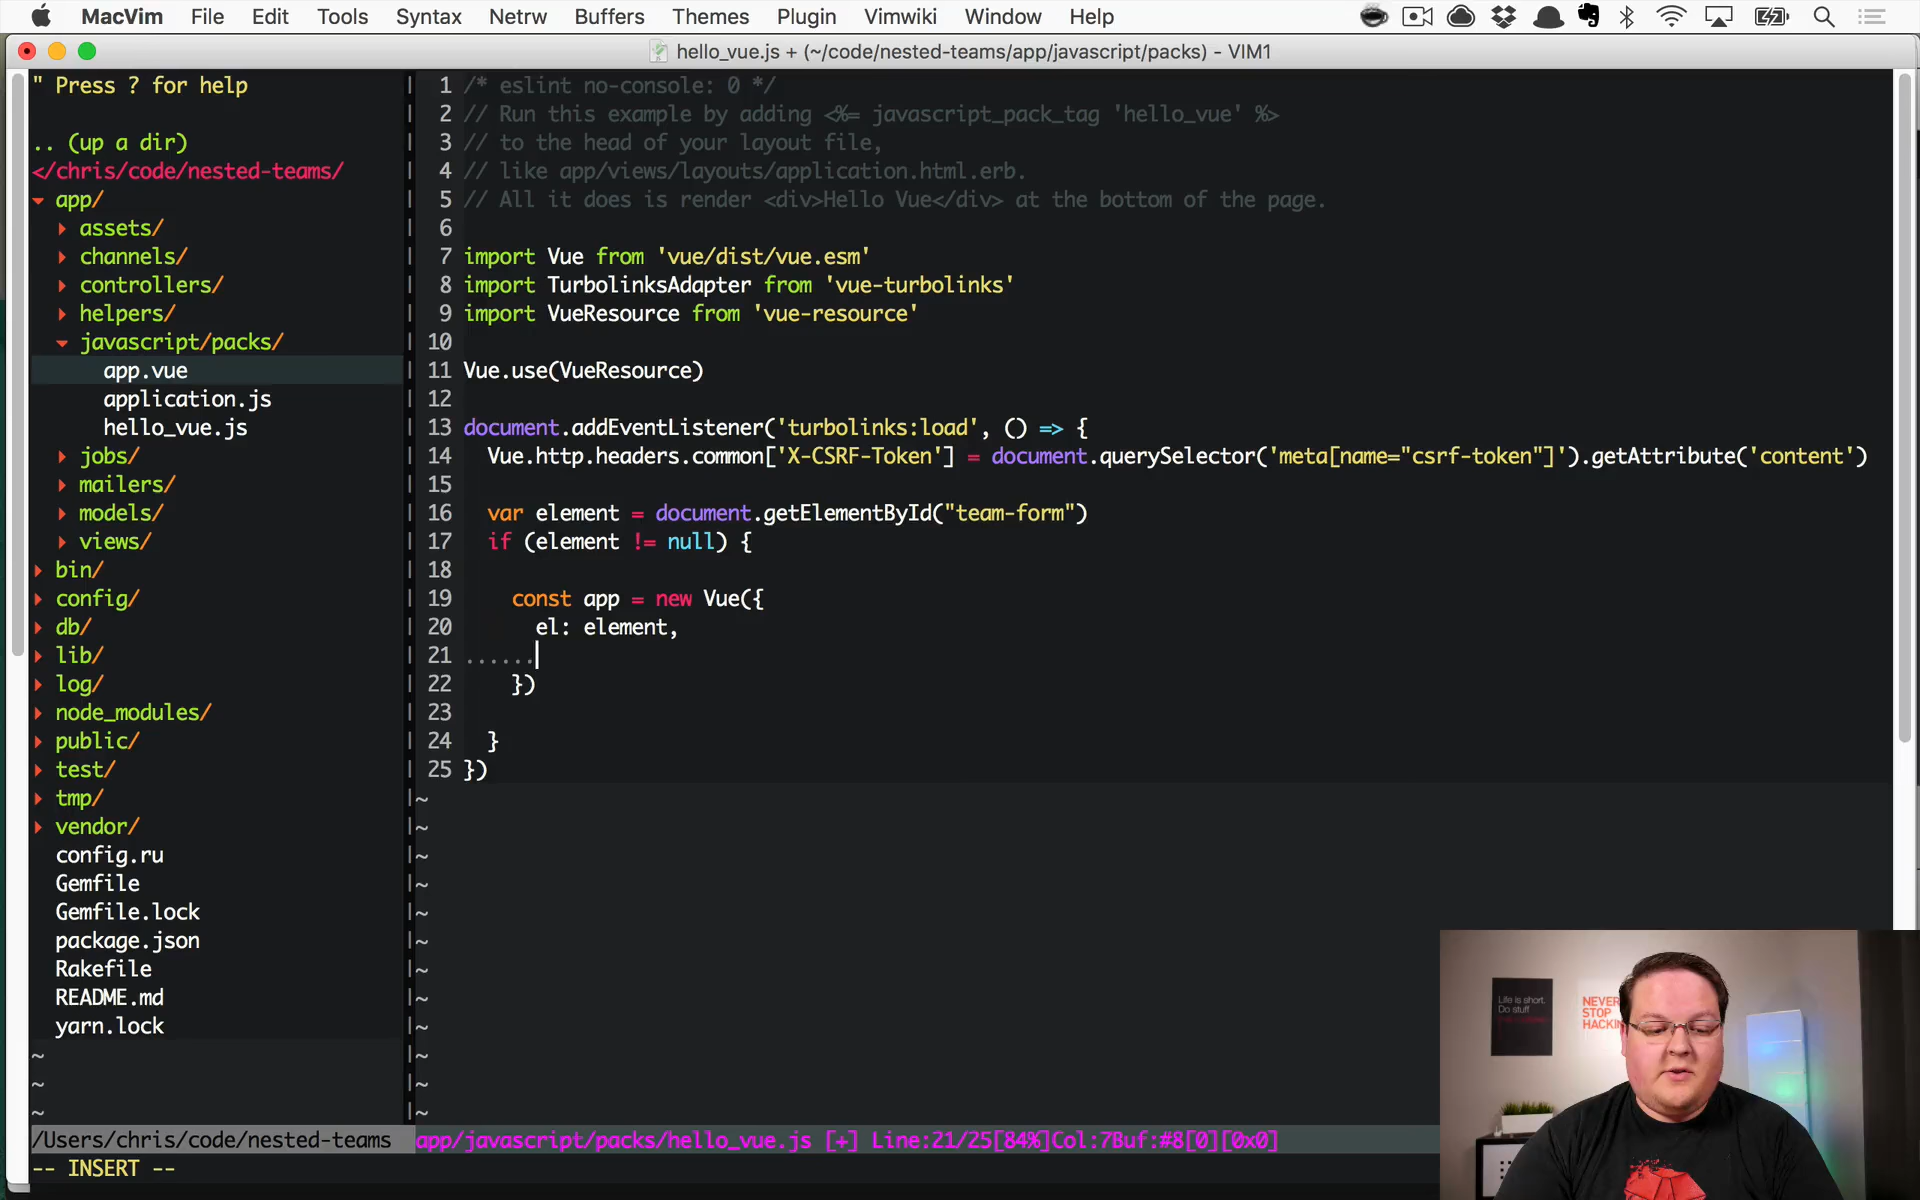 MacVim File Edit Tools Syntax Netrw Buffers Themes Plugin Vimwiki Window Help
hello_vue.js + (~/code/nested-teams/app/javascript/packs) - VIM1
" Press ? for help
.. (up a dir)
</chris/code/nested-teams/
app/
assets/
channels/
controllers/
helpers/
javascript/packs/
app.vue
application.js
hello_vue.js
jobs/
mailers/
models/
views/
bin/
config/
db/
lib/
log/
node_modules/
public/
test/
tmp/
vendor/
config.ru
Gemfile
Gemfile.lock
package.json
Rakefile
README.md
yarn.lock
~
~
~
1 /* eslint no-console: 0 */
2 // Run this example by adding <%= javascript_pack_tag 'hello_vue' %>
3 // to the head of your layout file,
4 // like app/views/layouts/application.html.erb.
5 // All it does is render <div>Hello Vue</div> at the bottom of the page.
6
7 import Vue from 'vue/dist/vue.esm'
8 import TurbolinksAdapter from 'vue-turbolinks'
9 import VueResource from 'vue-resource'
10
11 Vue.use(VueResource)
12
13 document.addEventListener('turbolinks:load', () => {
14   Vue.http.headers.common['X-CSRF-Token'] = document.querySelector('meta[name="csrf-token"]').getAttribute('content')
15
16   var element = document.getElementById("team-form")
17   if (element != null) {
18
19     const app = new Vue({
20       el: element,
21 ......
22     })
23
24   }
25 })
~
~
~
~
~
~
~
~
~
~
~
~
/Users/chris/code/nested-teams
app/javascript/packs/hello_vue.js [+] Line:21/25[84%]Col:7Buf:#8[0][0x0]
-- INSERT --
Life is short.
Do stuff
NEVER
STOP